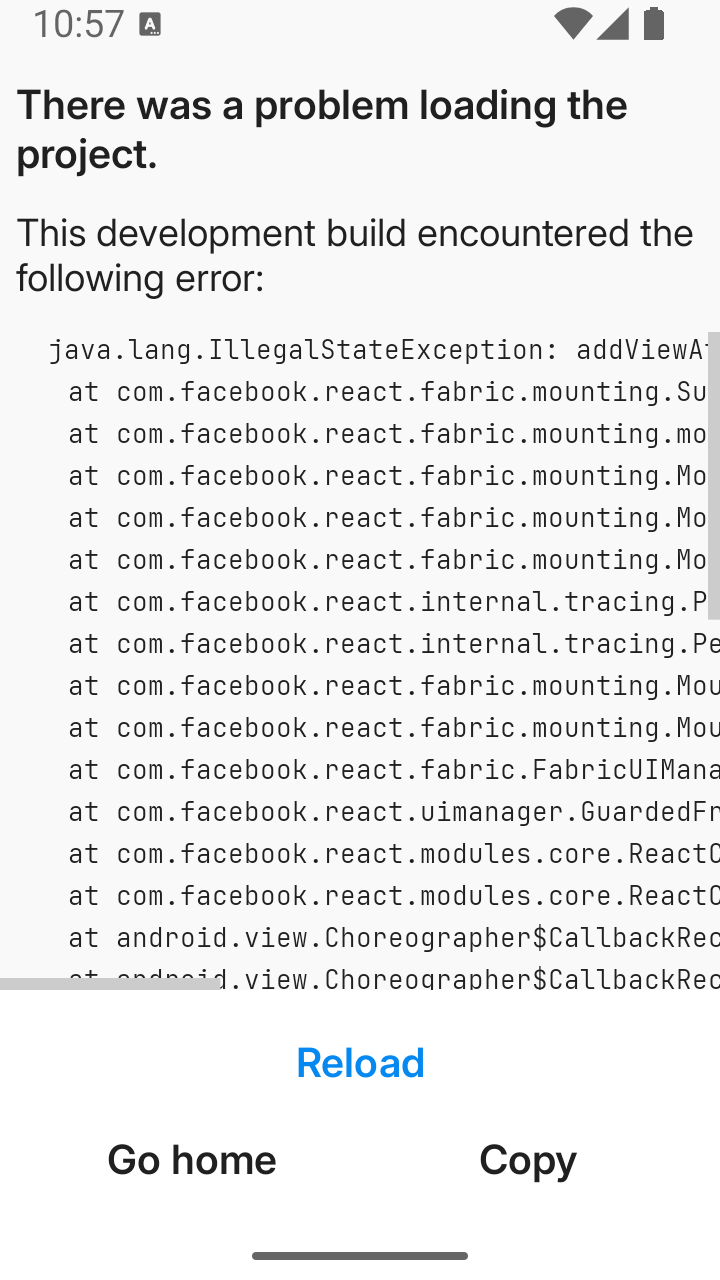 10:57
There was a problem loading the
project.
This development build encountered the
following error:
java.lang.IllegalStateException: addViewAt
at com.facebook.react.fabric.mounting.Su
at com.facebook.react.fabric.mounting.mo
at com.facebook.react.fabric.mounting.Mo
at com.facebook.react.fabric.mounting.Mo
at com.facebook.react.fabric.mounting.Mo
at com.facebook.react.internal.tracing.P
at com.facebook.react.internal.tracing.Pe
at com.facebook.react.fabric.mounting.Mou
at com.facebook.react.fabric.mounting.Mou
at com.facebook.react.fabric.FabricUIMana
at com.facebook.react.uimanager.GuardedFr
at com.facebook.react.modules.core.ReactC
at com.facebook.react.modules.core.ReactC
at android.view.Choreographer$CallbackRec
at android.view.Choreographer$CallbackRec
Reload
Go home
Copy